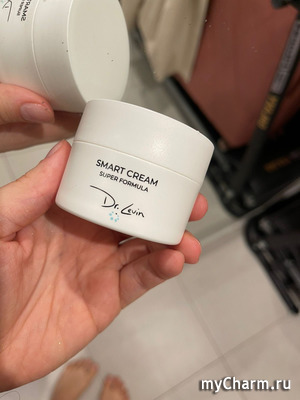 SMART CREAM
SUPER FORMULA
Dr. Levin
myCharm.ru